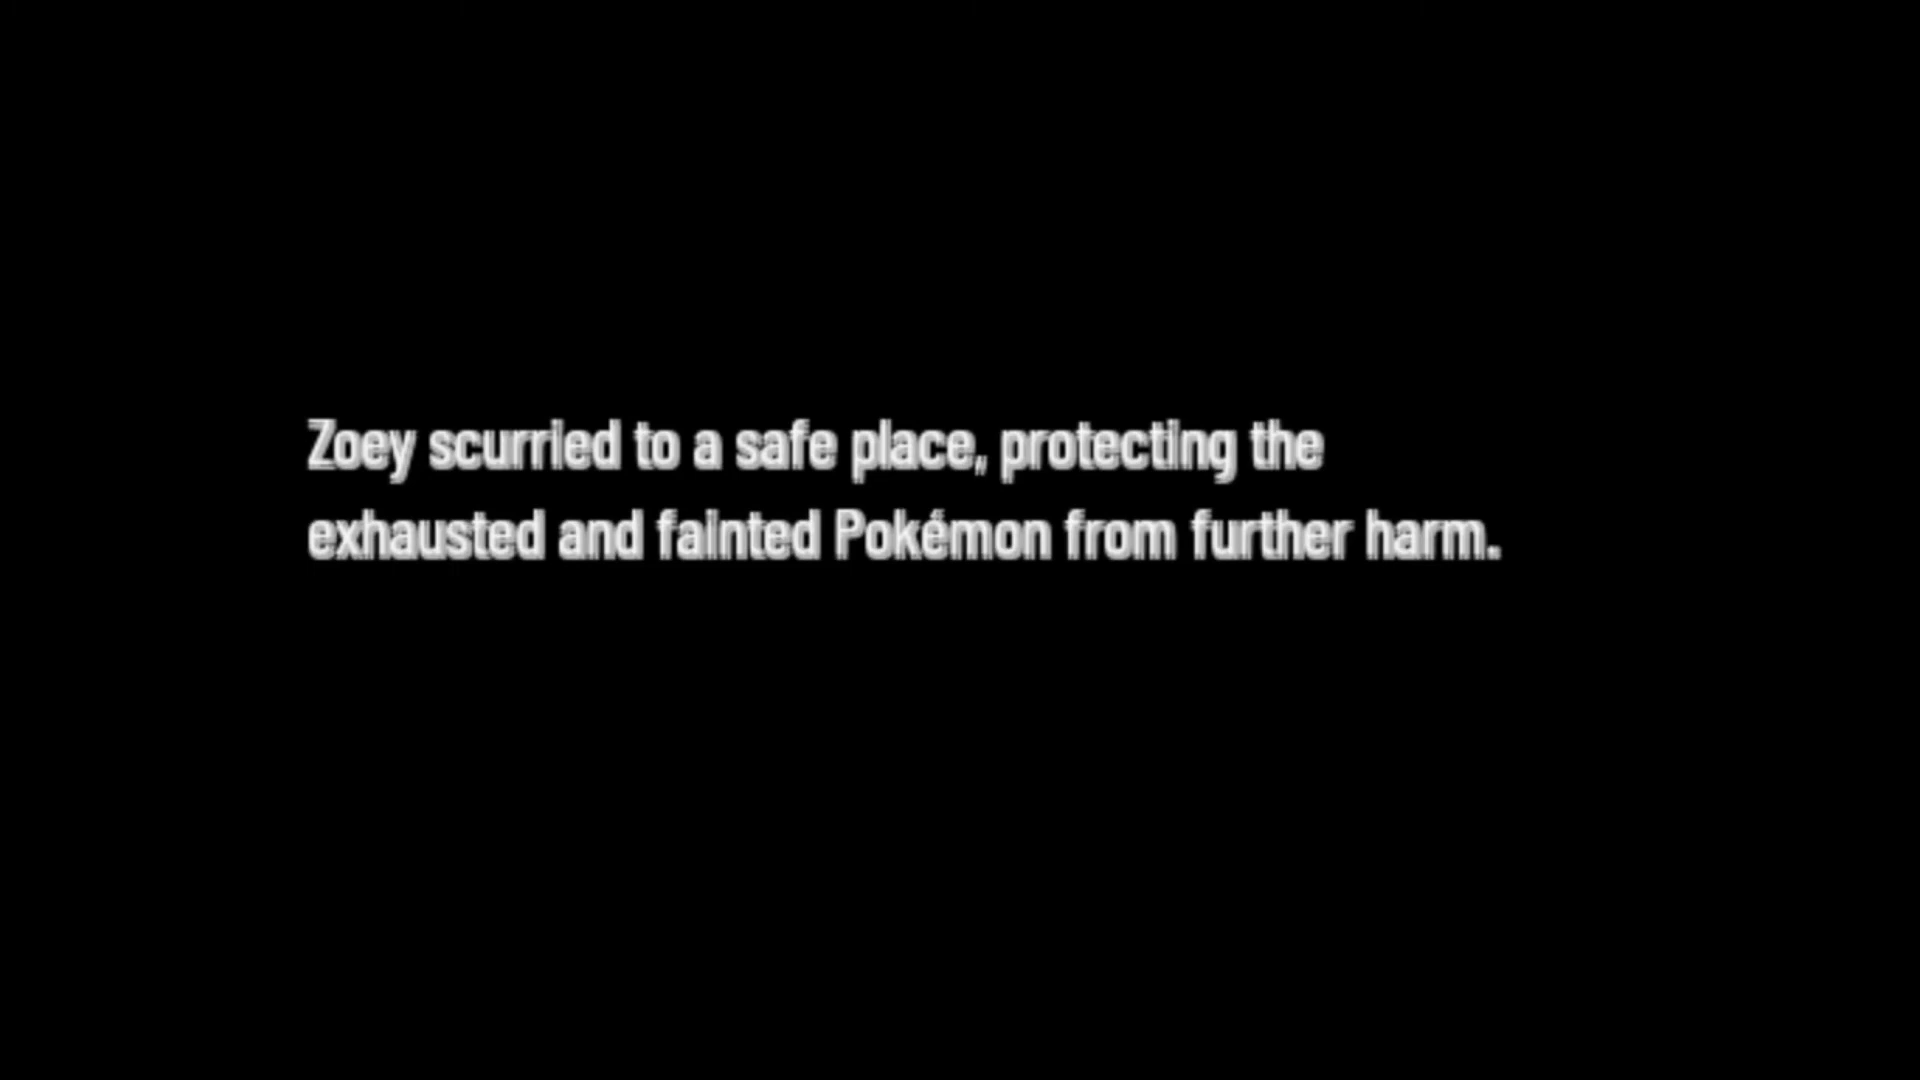 Zoey scurried to a safe place, protecting the
exhausted and fainted Pokémon from further harm.